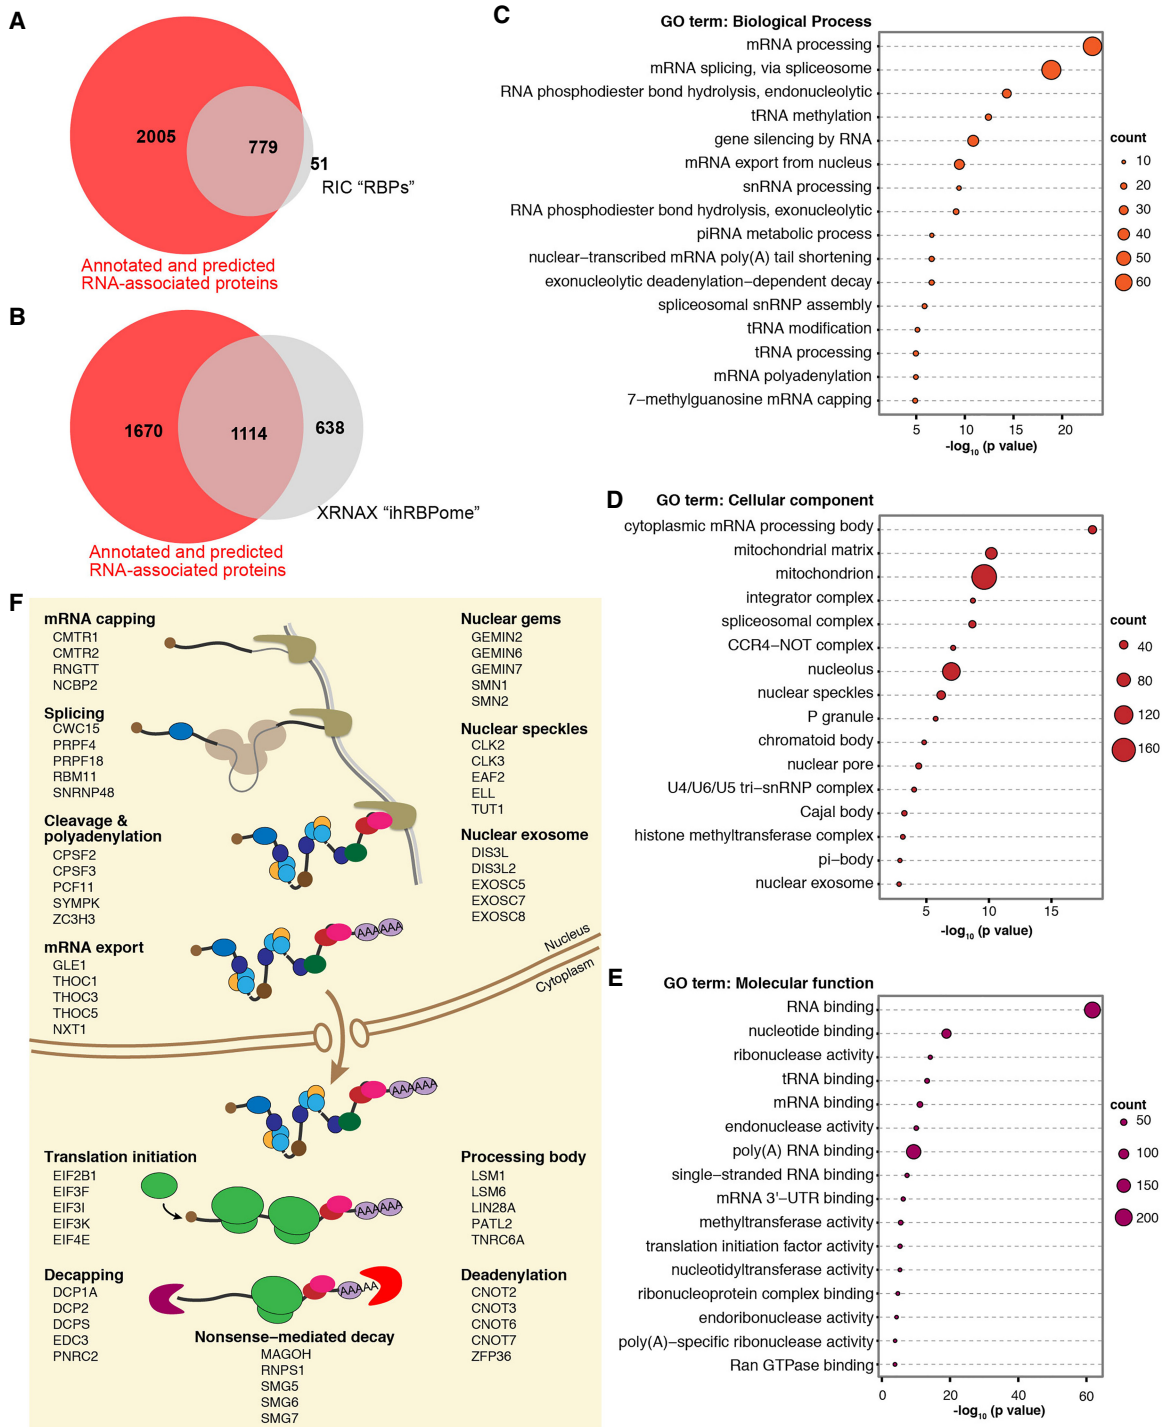 A
2005
779
51
RIC “RBPs”
Annotated and predicted
RNA-associated proteins
B
1670
1114
638
XRNAX “ihRBPome”
Annotated and predicted
RNA-associated proteins
C
GO term: Biological Process
mRNA processing
mRNA splicing, via spliceosome
RNA phosphodiester bond hydrolysis, endonucleolytic
tRNA methylation
gene silencing by RNA
mRNA export from nucleus
snRNA processing
RNA phosphodiester bond hydrolysis, exonucleolytic
piRNA metabolic process
nuclear−transcribed mRNA poly(A) tail shortening
exonucleolytic deadenylation−dependent decay
spliceosomal snRNP assembly
tRNA modification
tRNA processing
mRNA polyadenylation
7−methylguanosine mRNA capping
5 10 15 20
-log10 (p value)
count
10
20
30
40
50
60
D
GO term: Cellular component
cytoplasmic mRNA processing body
mitochondrial matrix
mitochondrion
integrator complex
spliceosomal complex
CCR4−NOT complex
nucleolus
nuclear speckles
P granule
chromatoid body
nuclear pore
U4/U6/U5 tri−snRNP complex
Cajal body
histone methyltransferase complex
pi−body
nuclear exosome
5 10 15
-log10 (p value)
count
40
80
120
160
E
GO term: Molecular function
RNA binding
nucleotide binding
ribonuclease activity
tRNA binding
mRNA binding
endonuclease activity
poly(A) RNA binding
single−stranded RNA binding
mRNA 3'−UTR binding
methyltransferase activity
translation initiation factor activity
nucleotidyltransferase activity
ribonucleoprotein complex binding
endoribonuclease activity
poly(A)−specific ribonuclease activity
Ran GTPase binding
0 20 40 60
-log10 (p value)
count
50
100
150
200
F
mRNA capping
CMTR1
CMTR2
RNGTT
NCBP2
Splicing
CWC15
PRPF4
PRPF18
RBM11
SNRNP48
Cleavage &
polyadenylation
CPSF2
CPSF3
PCF11
SYMPK
ZC3H3
mRNA export
GLE1
THOC1
THOC3
THOC5
NXT1
Nuclear gems
GEMIN2
GEMIN6
GEMIN7
SMN1
SMN2
Nuclear speckles
CLK2
CLK3
EAF2
ELL
TUT1
Nuclear exosome
DIS3L
DIS3L2
EXOSC5
EXOSC7
EXOSC8
AAAAAA
Nucleus
Cytoplasm
AAAAAA
Translation initiation
EIF2B1
EIF3F
EIF3I
EIF3K
EIF4E
AAAAAA
Processing body
LSM1
LSM6
LIN28A
PATL2
TNRC6A
Decapping
DCP1A
DCP2
DCPS
EDC3
PNRC2
AAAAA
Nonsense−mediated decay
MAGOH
RNPS1
SMG5
SMG6
SMG7
Deadenylation
CNOT2
CNOT3
CNOT6
CNOT7
ZFP36